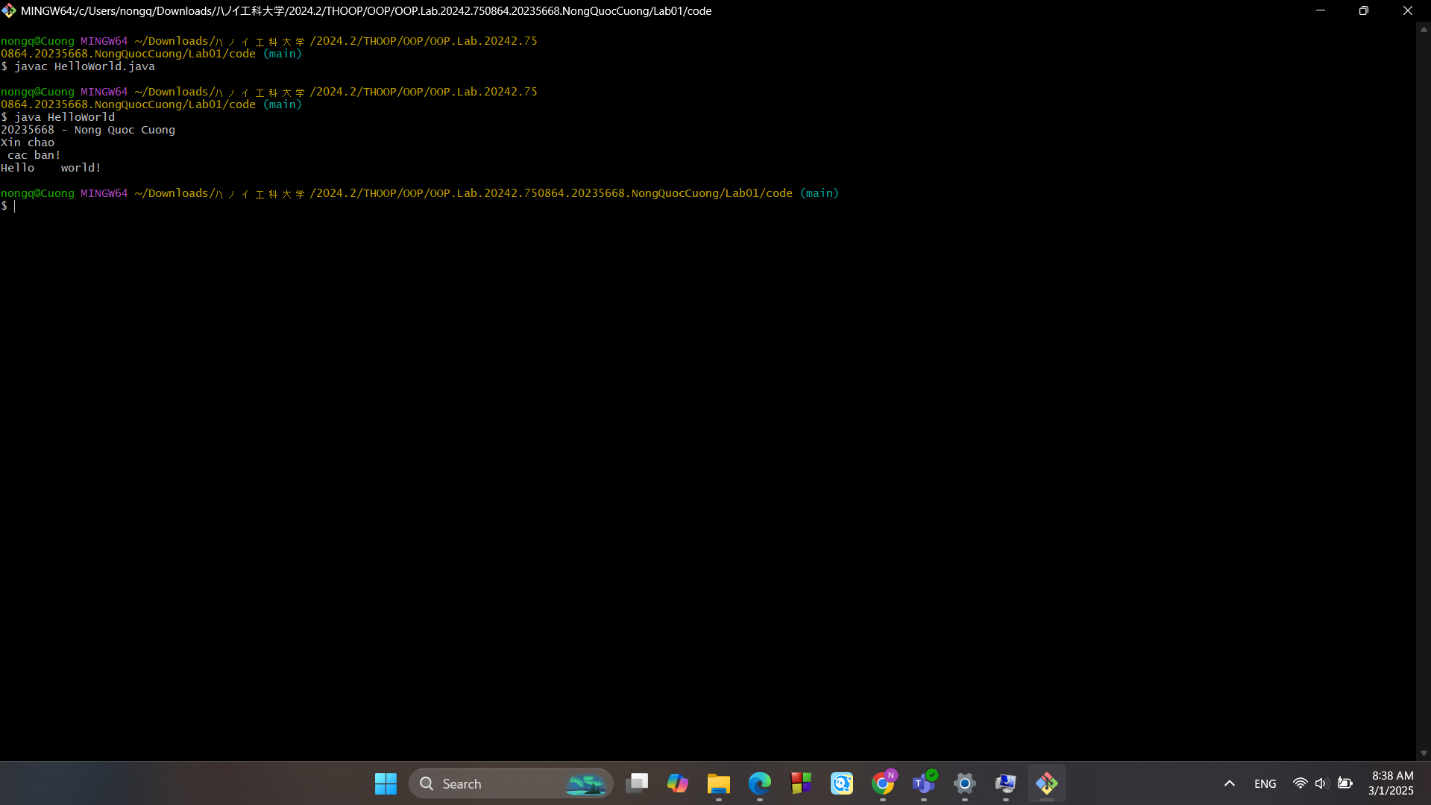 MINGW64:/c/Users/nongq/Downloads/ハノイ工科大学/2024.2/THOOP/OOP/OOP.Lab.20242.750864.20235668.NongQuocCuong/Lab01/code
nongq@Cuong MINGW64 ~/Downloads/ハノイ工科大学/2024.2/THOOP/OOP/OOP.Lab.20242.75
0864.20235668.NongQuocCuong/Lab01/code (main)
$ javac HelloWorld.java
nongq@Cuong MINGW64 ~/Downloads/ハノイ工科大学/2024.2/THOOP/OOP/OOP.Lab.20242.75
0864.20235668.NongQuocCuong/Lab01/code (main)
$ java HelloWorld
20235668 - Nong Quoc Cuong
Xin chao
 cac ban!
Hello    world!
nongq@Cuong MINGW64 ~/Downloads/ハノイ工科大学/2024.2/THOOP/OOP/OOP.Lab.20242.750864.20235668.NongQuocCuong/Lab01/code (main)
$
Search
ENG
8:38 AM
3/1/2025